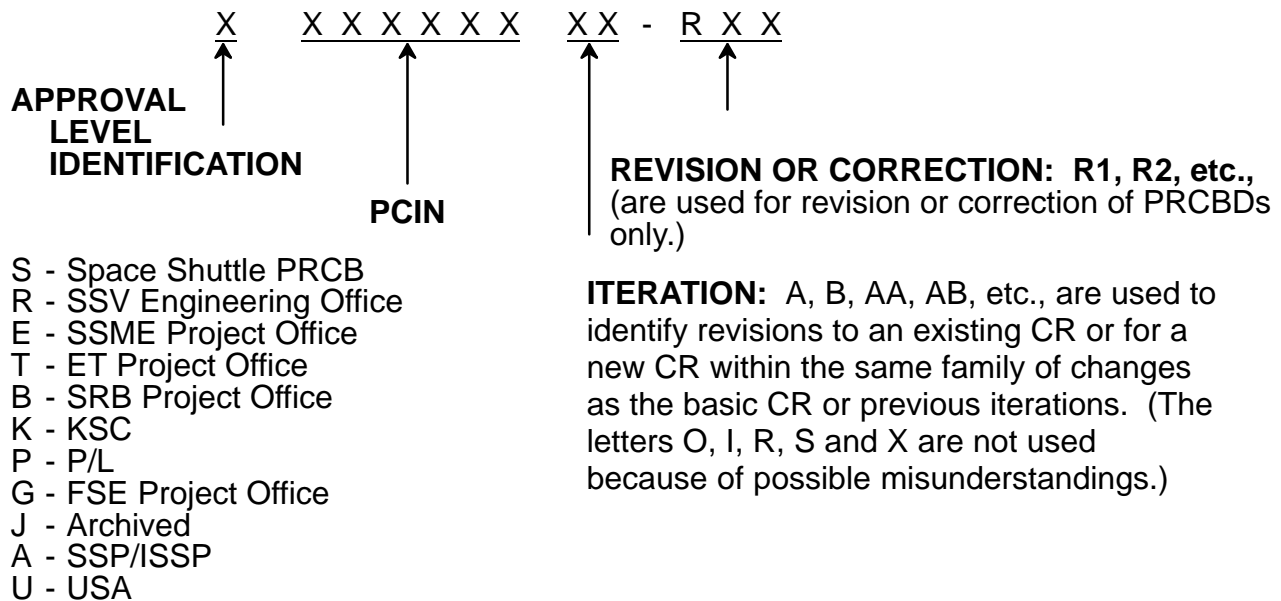 X X X X X X X X X - R X X
APPROVAL
LEVEL
IDENTIFICATION
PCIN
S - Space Shuttle PRCB
R - SSV Engineering Office
E - SSME Project Office
T - ET Project Office
B - SRB Project Office
K - KSC
P - P/L
G - FSE Project Office
J - Archived
A - SSP/ISSP
U - USA
REVISION OR CORRECTION: R1, R2, etc.,
(are used for revision or correction of PRCBDs
only.)
ITERATION: A, B, AA, AB, etc., are used to
identify revisions to an existing CR or for a
new CR within the same family of changes
as the basic CR or previous iterations. (The
letters O, I, R, S and X are not used
because of possible misunderstandings.)